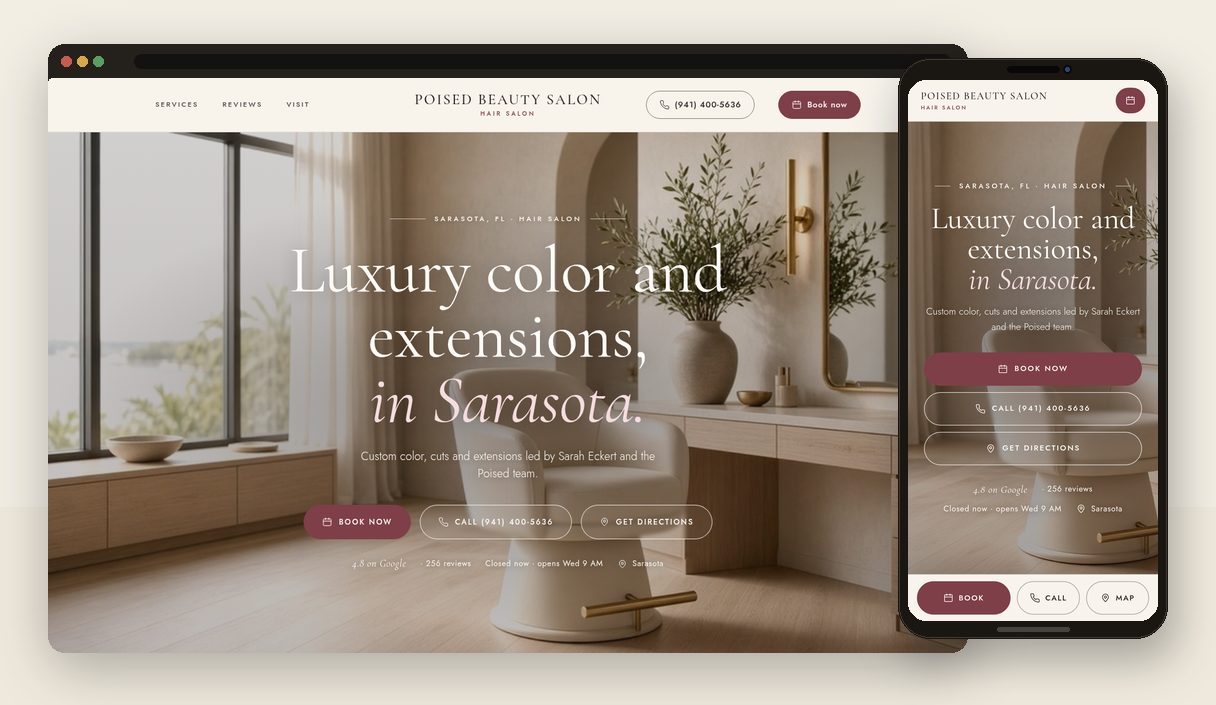 SERVICES REVIEWS VISIT
POISED BEAUTY SALON
HAIR SALON
(941) 400-5636
Book now
SARASOTA, FL · HAIR SALON
Luxury color and
extensions,
in Sarasota.
Custom color, cuts and extensions led by Sarah Eckert and the
Poised team.
BOOK NOW
CALL (941) 400-5636
GET DIRECTIONS
4.8 on Google · 256 reviews Closed now · opens Wed 9 AM Sarasota
POISED BEAUTY SALON
HAIR SALON
SARASOTA, FL · HAIR SALON
Luxury color and
extensions,
in Sarasota.
Custom color, cuts and extensions led by Sarah Eckert
and the Poised team.
BOOK NOW
CALL (941) 400-5636
GET DIRECTIONS
4.8 on Google · 256 reviews
Closed now · opens Wed 9 AM Sarasota
BOOK CALL MAP